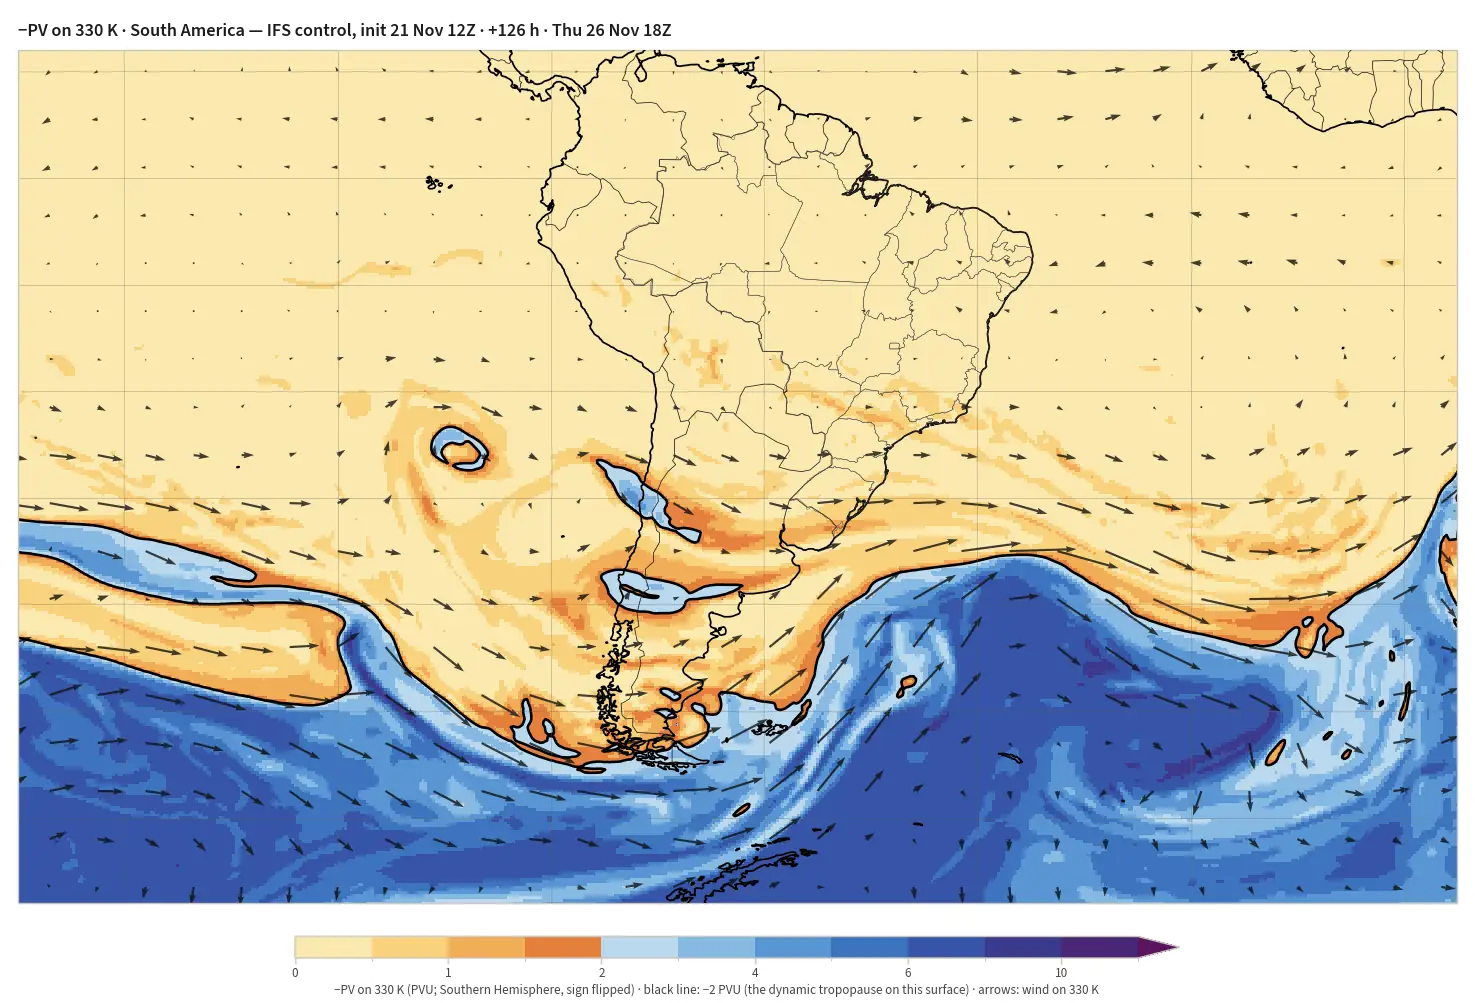 −PV on 330 K · South America — IFS control, init 21 Nov 12Z · +126 h · Thu 26 Nov 18Z
0 1 2 4 6 10
−PV on 330 K (PVU; Southern Hemisphere, sign flipped) · black line: −2 PVU (the dynamic tropopause on this surface) · arrows: wind on 330 K